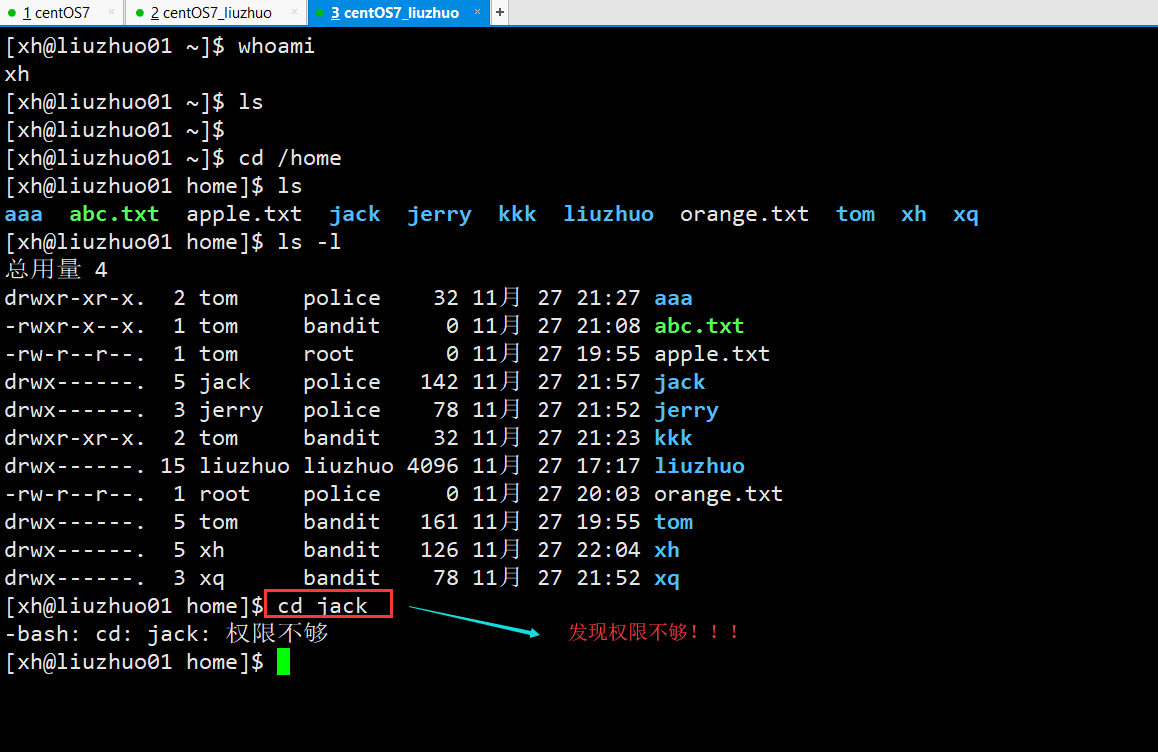 1 centOS7 × 2 centOS7_liuzhuo × 3 centOS7_liuzhuo × +
[xh@liuzhuo01 ~]$ whoami
xh
[xh@liuzhuo01 ~]$ ls
[xh@liuzhuo01 ~]$
[xh@liuzhuo01 ~]$ cd /home
[xh@liuzhuo01 home]$ ls
aaa abc.txt apple.txt jack jerry kkk liuzhuo orange.txt tom xh xq
[xh@liuzhuo01 home]$ ls -l
总用量 4
drwxr-xr-x. 2 tom police 32 11月 27 21:27 aaa
-rwxr-x--x. 1 tom bandit 0 11月 27 21:08 abc.txt
-rw-r--r--. 1 tom root 0 11月 27 19:55 apple.txt
drwx------. 5 jack police 142 11月 27 21:57 jack
drwx------. 3 jerry police 78 11月 27 21:52 jerry
drwxr-xr-x. 2 tom bandit 32 11月 27 21:23 kkk
drwx------. 15 liuzhuo liuzhuo 4096 11月 27 17:17 liuzhuo
-rw-r--r--. 1 root police 0 11月 27 20:03 orange.txt
drwx------. 5 tom bandit 161 11月 27 19:55 tom
drwx------. 5 xh bandit 126 11月 27 22:04 xh
drwx------. 3 xq bandit 78 11月 27 21:52 xq
[xh@liuzhuo01 home]$ cd jack
-bash: cd: jack: 权限不够 发现权限不够！！！
[xh@liuzhuo01 home]$